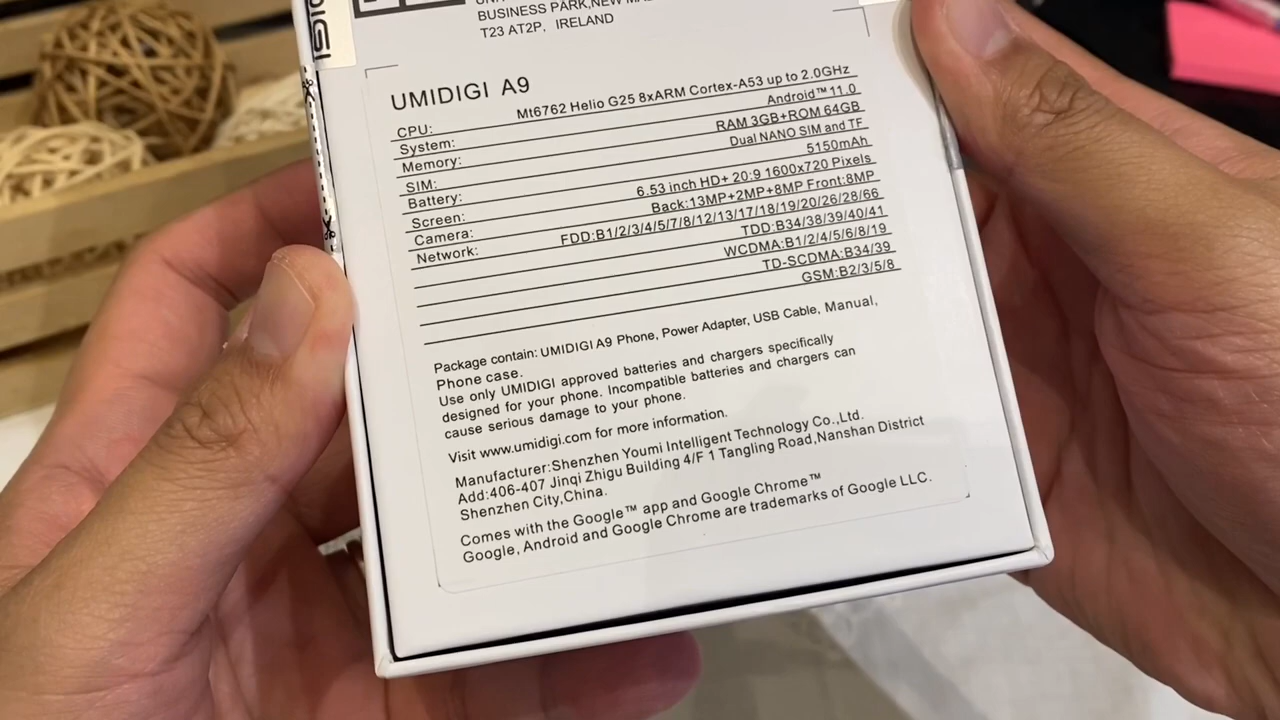 BUSINESS PARK,NEW
T23 AT2P, IRELAND
IDIGI
UMIDIGI A9
CPU: Mt6762 Helio G25 8xARM Cortex-A53 up to 2.0GHz
System: Android™ 11.0
Memory: RAM 3GB+ROM 64GB
SIM: Dual NANO SIM and TF
Battery: 5150mAh
Screen: 6.53 inch HD+ 20:9 1600x720 Pixels
Camera: Back:13MP+2MP+8MP Front:8MP
Network: FDD:B1/2/3/4/5/7/8/12/13/17/18/19/20/26/28/66
TDD:B34/38/39/40/41
WCDMA:B1/2/4/5/6/8/19
TD-SCDMA:B34/39
GSM:B2/3/5/8
Package contain: UMIDIGI A9 Phone, Power Adapter, USB Cable, Manual,
Phone case.
Use only UMIDIGI approved batteries and chargers specifically
designed for your phone. Incompatible batteries and chargers can
cause serious damage to your phone.
Visit www.umidigi.com for more information.
Manufacturer:Shenzhen Youmi Intelligent Technology Co.,Ltd.
Add:406-407 Jinqi Zhigu Building 4/F 1 Tangling Road,Nanshan District
Shenzhen City,China.
Comes with the Google™ app and Google Chrome™
Google, Android and Google Chrome are trademarks of Google LLC.